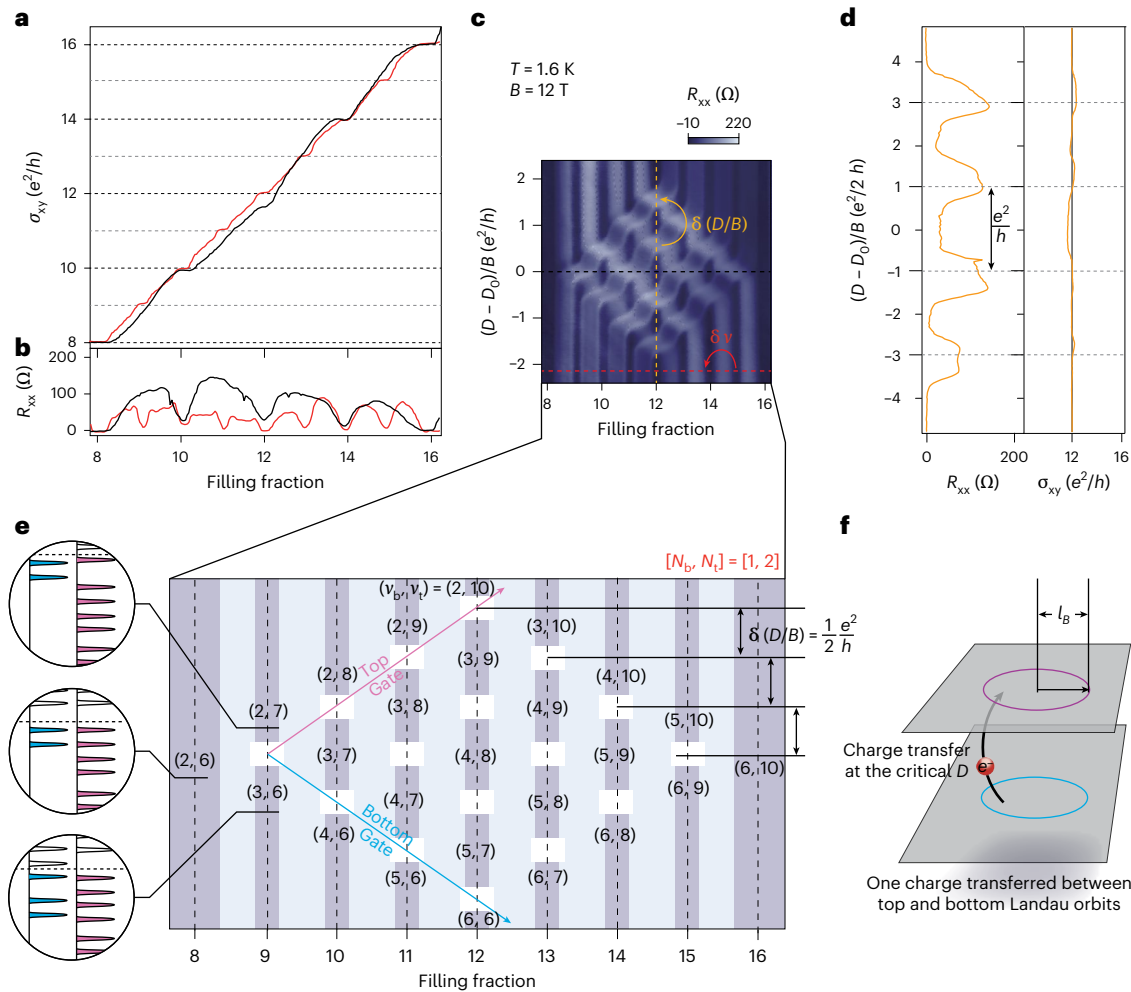 a
16
14
12
10
8
σxy (e²/h)
b
200
100
0
Rxx (Ω)
8
10
12
14
16
Filling fraction
c
T = 1.6 K
B = 12 T
Rxx (Ω)
−10
220
2
1
0
−1
−2
(D − D0)/B (e²/h)
δ (D/B)
δ ν
8
10
12
14
16
Filling fraction
d
4
3
2
1
0
−1
−2
−3
−4
(D − D0)/B (e²/2 h)
e²/h
0
200
12
16
Rxx (Ω)
σxy (e²/h)
e
[Nb, Nt] = [1, 2]
(νb, νt) = (2, 10)
(2, 9)
(3, 10)
δ (D/B) = 1/2 e²/h
(2, 8)
(3, 9)
(4, 10)
Top
Gate
(2, 7)
(3, 8)
(4, 9)
(5, 10)
(2, 6)
(3, 7)
(4, 8)
(5, 9)
(6, 10)
(3, 6)
(4, 7)
(5, 8)
(6, 9)
Bottom
Gate
(4, 6)
(5, 7)
(6, 8)
(5, 6)
(6, 7)
(6, 6)
8
9
10
11
12
13
14
15
16
Filling fraction
f
lB
Charge transfer
at the critical D
e−
One charge transferred between
top and bottom Landau orbits